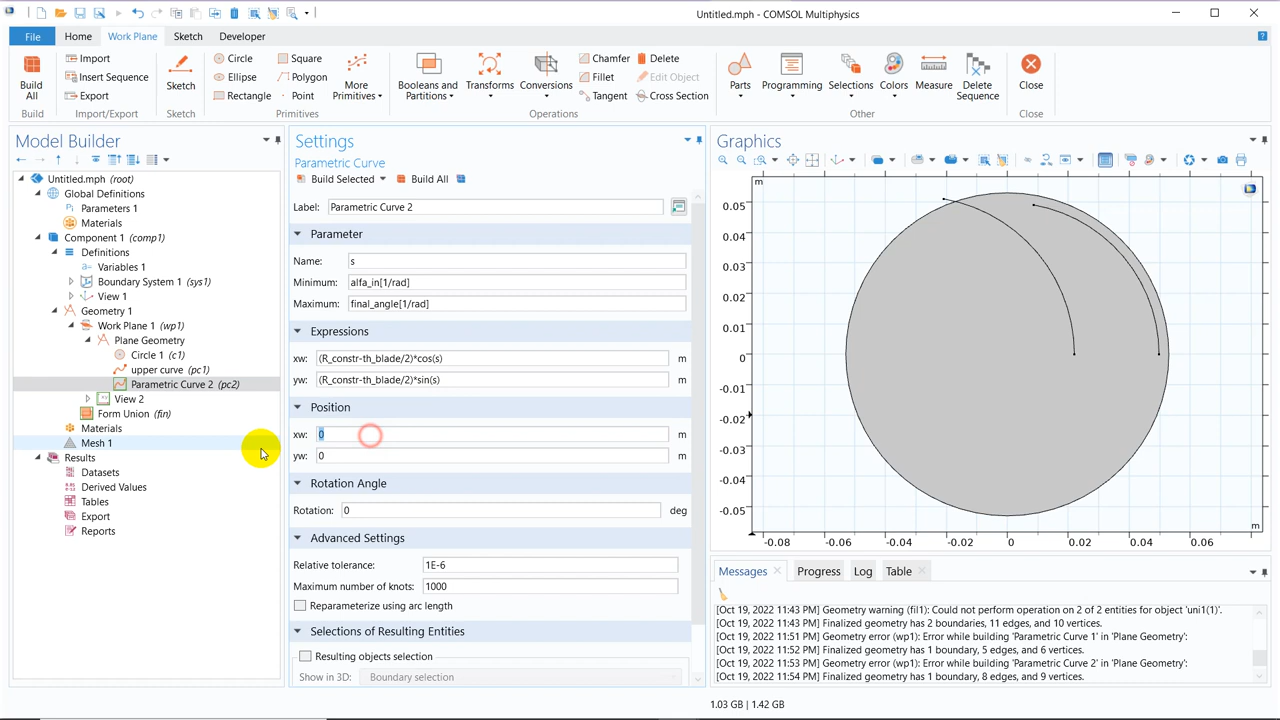 Untitled.mph - COMSOL Multiphysics
File
Home
Work Plane
Sketch
Developer
Build All
Import
Insert Sequence
Export
Sketch
Circle
Ellipse
Rectangle
Square
Polygon
Point
More Primitives
Booleans and Partitions
Transforms
Conversions
Chamfer
Fillet
Tangent
Delete
Edit Object
Cross Section
Parts
Programming
Selections
Colors
Measure
Delete Sequence
Close
Build
Import/Export
Sketch
Primitives
Operations
Other
Close
Model Builder
Untitled.mph (root)
Global Definitions
Pi Parameters 1
Materials
Component 1 (comp1)
Definitions
a= Variables 1
Boundary System 1 (sys1)
View 1
Geometry 1
Work Plane 1 (wp1)
Plane Geometry
Circle 1 (c1)
upper curve (pc1)
Parametric Curve 2 (pc2)
View 2
Form Union (fin)
Materials
Mesh 1
Results
Datasets
8.85 e-12 Derived Values
Tables
Export
Reports
Settings
Parametric Curve
Build Selected
Build All
Label: Parametric Curve 2
Parameter
Name: s
Minimum: alfa_in[1/rad]
Maximum: final_angle[1/rad]
Expressions
xw: (R_constr-th_blade/2)*cos(s) m
yw: (R_constr-th_blade/2)*sin(s) m
Position
xw: 0 m
yw: 0 m
Rotation Angle
Rotation: 0 deg
Advanced Settings
Relative tolerance: 1E-6
Maximum number of knots: 1000
Reparameterize using arc length
Selections of Resulting Entities
Resulting objects selection
Show in 3D: Boundary selection
Graphics
m
0.05
0.04
0.03
0.02
0.01
0
-0.01
-0.02
-0.03
-0.04
-0.05
m
-0.08 -0.06 -0.04 -0.02 0 0.02 0.04 0.06
Messages
Progress
Log
Table
[Oct 19, 2022 11:43 PM] Geometry warning (fil1): Could not perform operation on 2 of 2 entities for object 'uni1(1)'.
[Oct 19, 2022 11:43 PM] Finalized geometry has 2 boundaries, 11 edges, and 10 vertices.
[Oct 19, 2022 11:51 PM] Geometry error (wp1): Error while building 'Parametric Curve 1' in 'Plane Geometry':
[Oct 19, 2022 11:52 PM] Finalized geometry has 1 boundary, 5 edges, and 6 vertices.
[Oct 19, 2022 11:53 PM] Geometry error (wp1): Error while building 'Parametric Curve 2' in 'Plane Geometry':
[Oct 19, 2022 11:54 PM] Finalized geometry has 1 boundary, 8 edges, and 9 vertices.
1.03 GB | 1.42 GB